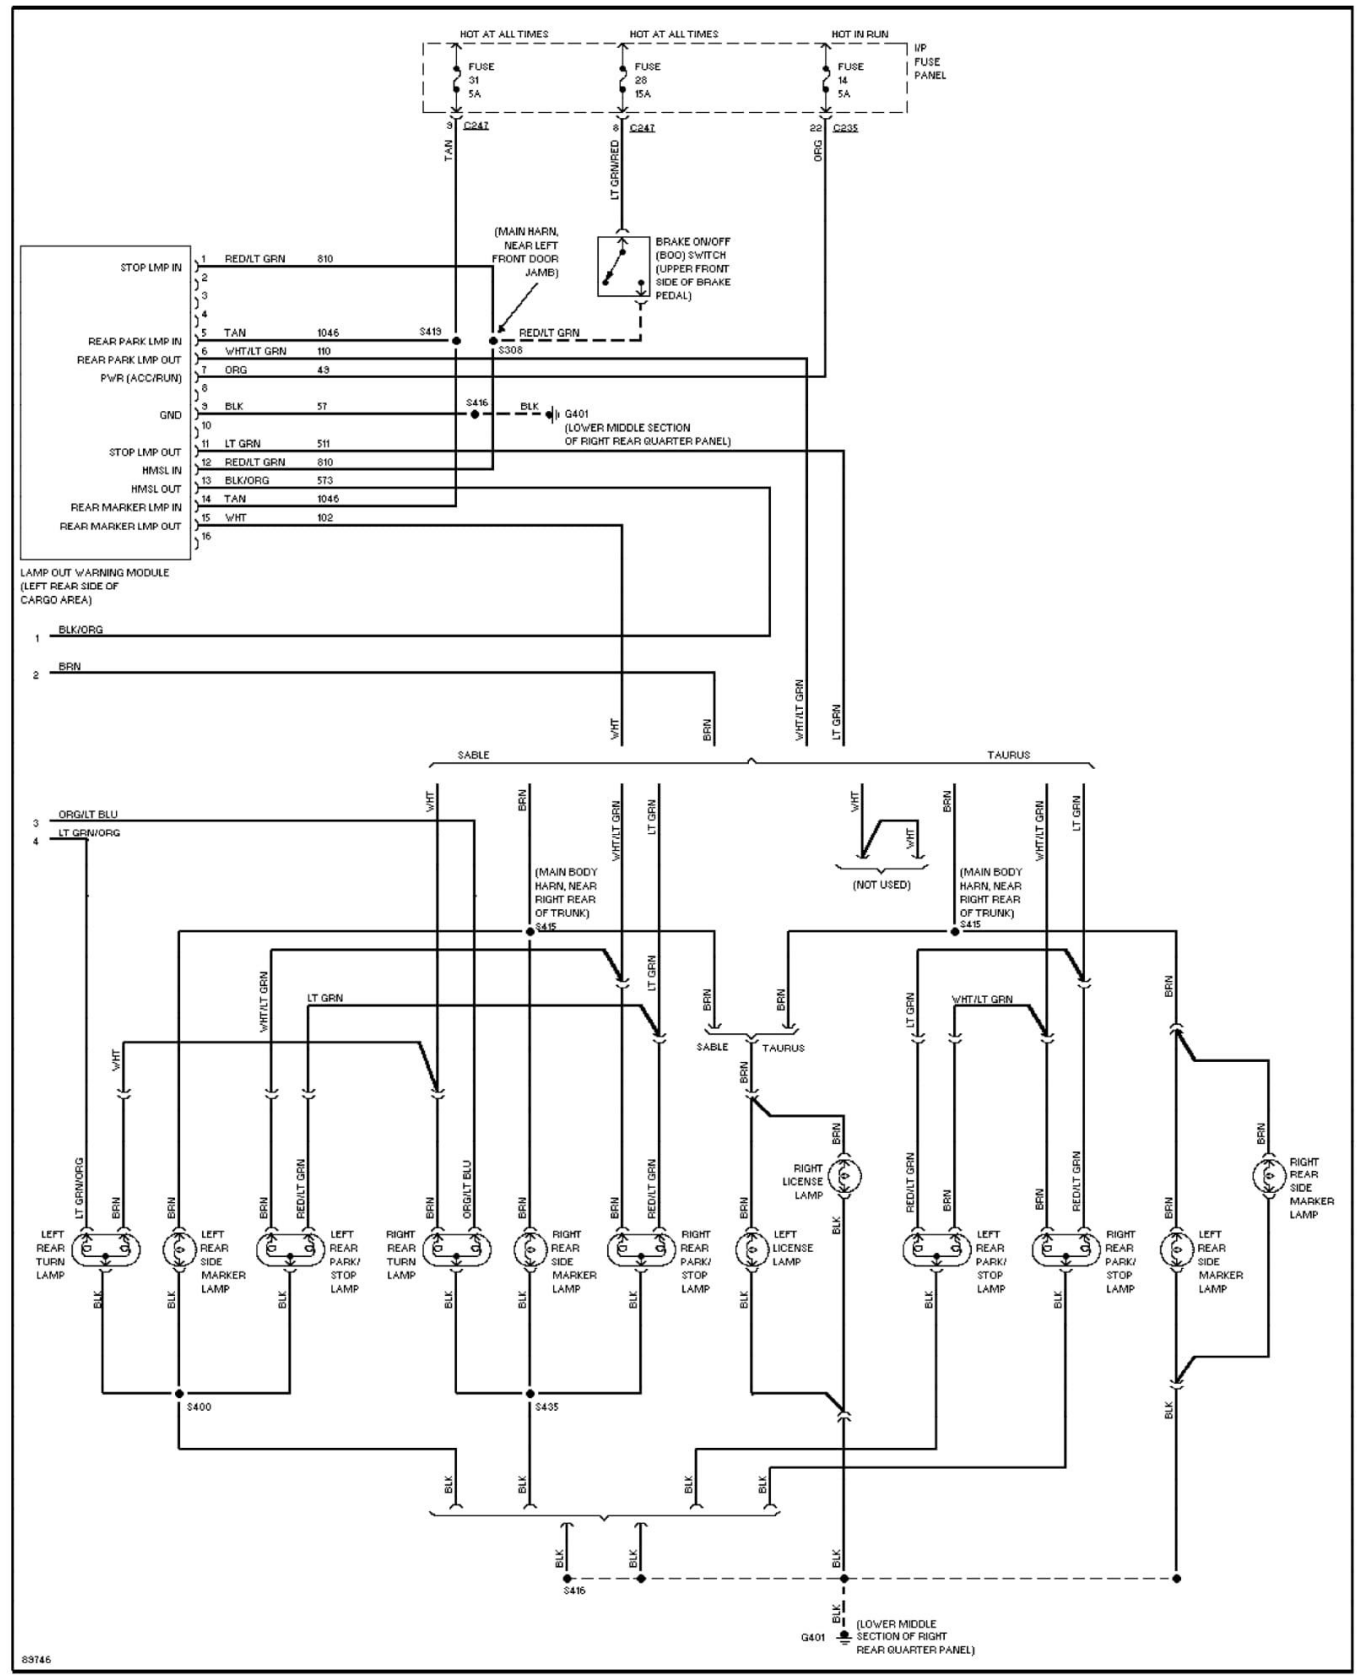 HOT AT ALL TIMES
HOT AT ALL TIMES
HOT IN RUN
I/P
FUSE
PANEL
FUSE
31
5A
FUSE
28
15A
FUSE
14
5A
9 C247
8 C247
22 C235
TAN
LT GRN/RED
ORG
(MAIN HARN,
NEAR LEFT
FRONT DOOR
JAMB)
BRAKE ON/OFF
(BOO) SWITCH
(UPPER FRONT
SIDE OF BRAKE
PEDAL)
STOP LMP IN 1 RED/LT GRN 810
2
3
4
REAR PARK LMP IN 5 TAN 1046 S419
RED/LT GRN
S308
REAR PARK LMP OUT 6 WHT/LT GRN 110
PWR (ACC/RUN) 7 ORG 49
8
GND 9 BLK 57 S416 BLK G401
(LOWER MIDDLE SECTION
OF RIGHT REAR QUARTER PANEL)
10
STOP LMP OUT 11 LT GRN 511
HMSL IN 12 RED/LT GRN 810
HMSL OUT 13 BLK/ORG 573
REAR MARKER LMP IN 14 TAN 1046
REAR MARKER LMP OUT 15 WHT 102
16
LAMP OUT WARNING MODULE
(LEFT REAR SIDE OF
CARGO AREA)
1 BLK/ORG
2 BRN
WHT
BRN
WHT/LT GRN
LT GRN
SABLE
TAURUS
3 ORG/LT BLU
4 LT GRN/ORG
WHT
BRN
WHT/LT GRN
LT GRN
WHT
WHT
(NOT USED)
BRN
WHT/LT GRN
LT GRN
(MAIN BODY
HARN, NEAR
RIGHT REAR
OF TRUNK)
S415
(MAIN BODY
HARN, NEAR
RIGHT REAR
OF TRUNK)
S415
WHT/LT GRN
LT GRN
LT GRN
BRN
BRN
LT GRN
WHT/LT GRN
BRN
WHT
SABLE
TAURUS
BRN
BRN
BRN
RIGHT
LICENSE
LAMP
RIGHT
REAR
SIDE
MARKER
LAMP
LT GRN/ORG
BRN
BRN
BRN
RED/LT GRN
BRN
ORG/LT BLU
BRN
BRN
RED/LT GRN
BRN
BLK
RED/LT GRN
BRN
BRN
RED/LT GRN
BRN
LEFT
REAR
TURN
LAMP
LEFT
REAR
SIDE
MARKER
LAMP
LEFT
REAR
PARK/
STOP
LAMP
RIGHT
REAR
TURN
LAMP
RIGHT
REAR
SIDE
MARKER
LAMP
RIGHT
REAR
PARK/
STOP
LAMP
LEFT
LICENSE
LAMP
LEFT
REAR
PARK/
STOP
LAMP
RIGHT
REAR
PARK/
STOP
LAMP
LEFT
REAR
SIDE
MARKER
LAMP
BLK
BLK
BLK
BLK
BLK
BLK
BLK
BLK
BLK
BLK
S400
S435
BLK
BLK
BLK
BLK
BLK
BLK
BLK
BLK
S416
BLK
G401
(LOWER MIDDLE
SECTION OF RIGHT
REAR QUARTER PANEL)
89746